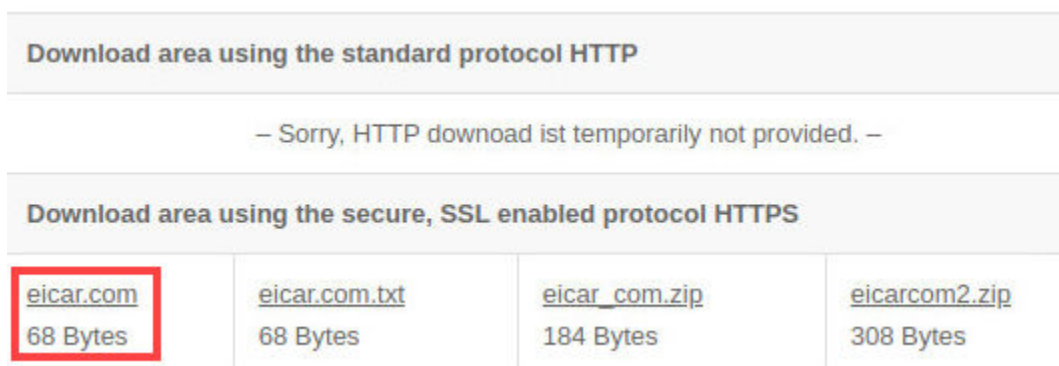 Download area using the standard protocol HTTP
– Sorry, HTTP downoad ist temporarily not provided. –
Download area using the secure, SSL enabled protocol HTTPS
eicar.com eicar.com.txt eicar_com.zip eicarcom2.zip
68 Bytes 68 Bytes 184 Bytes 308 Bytes